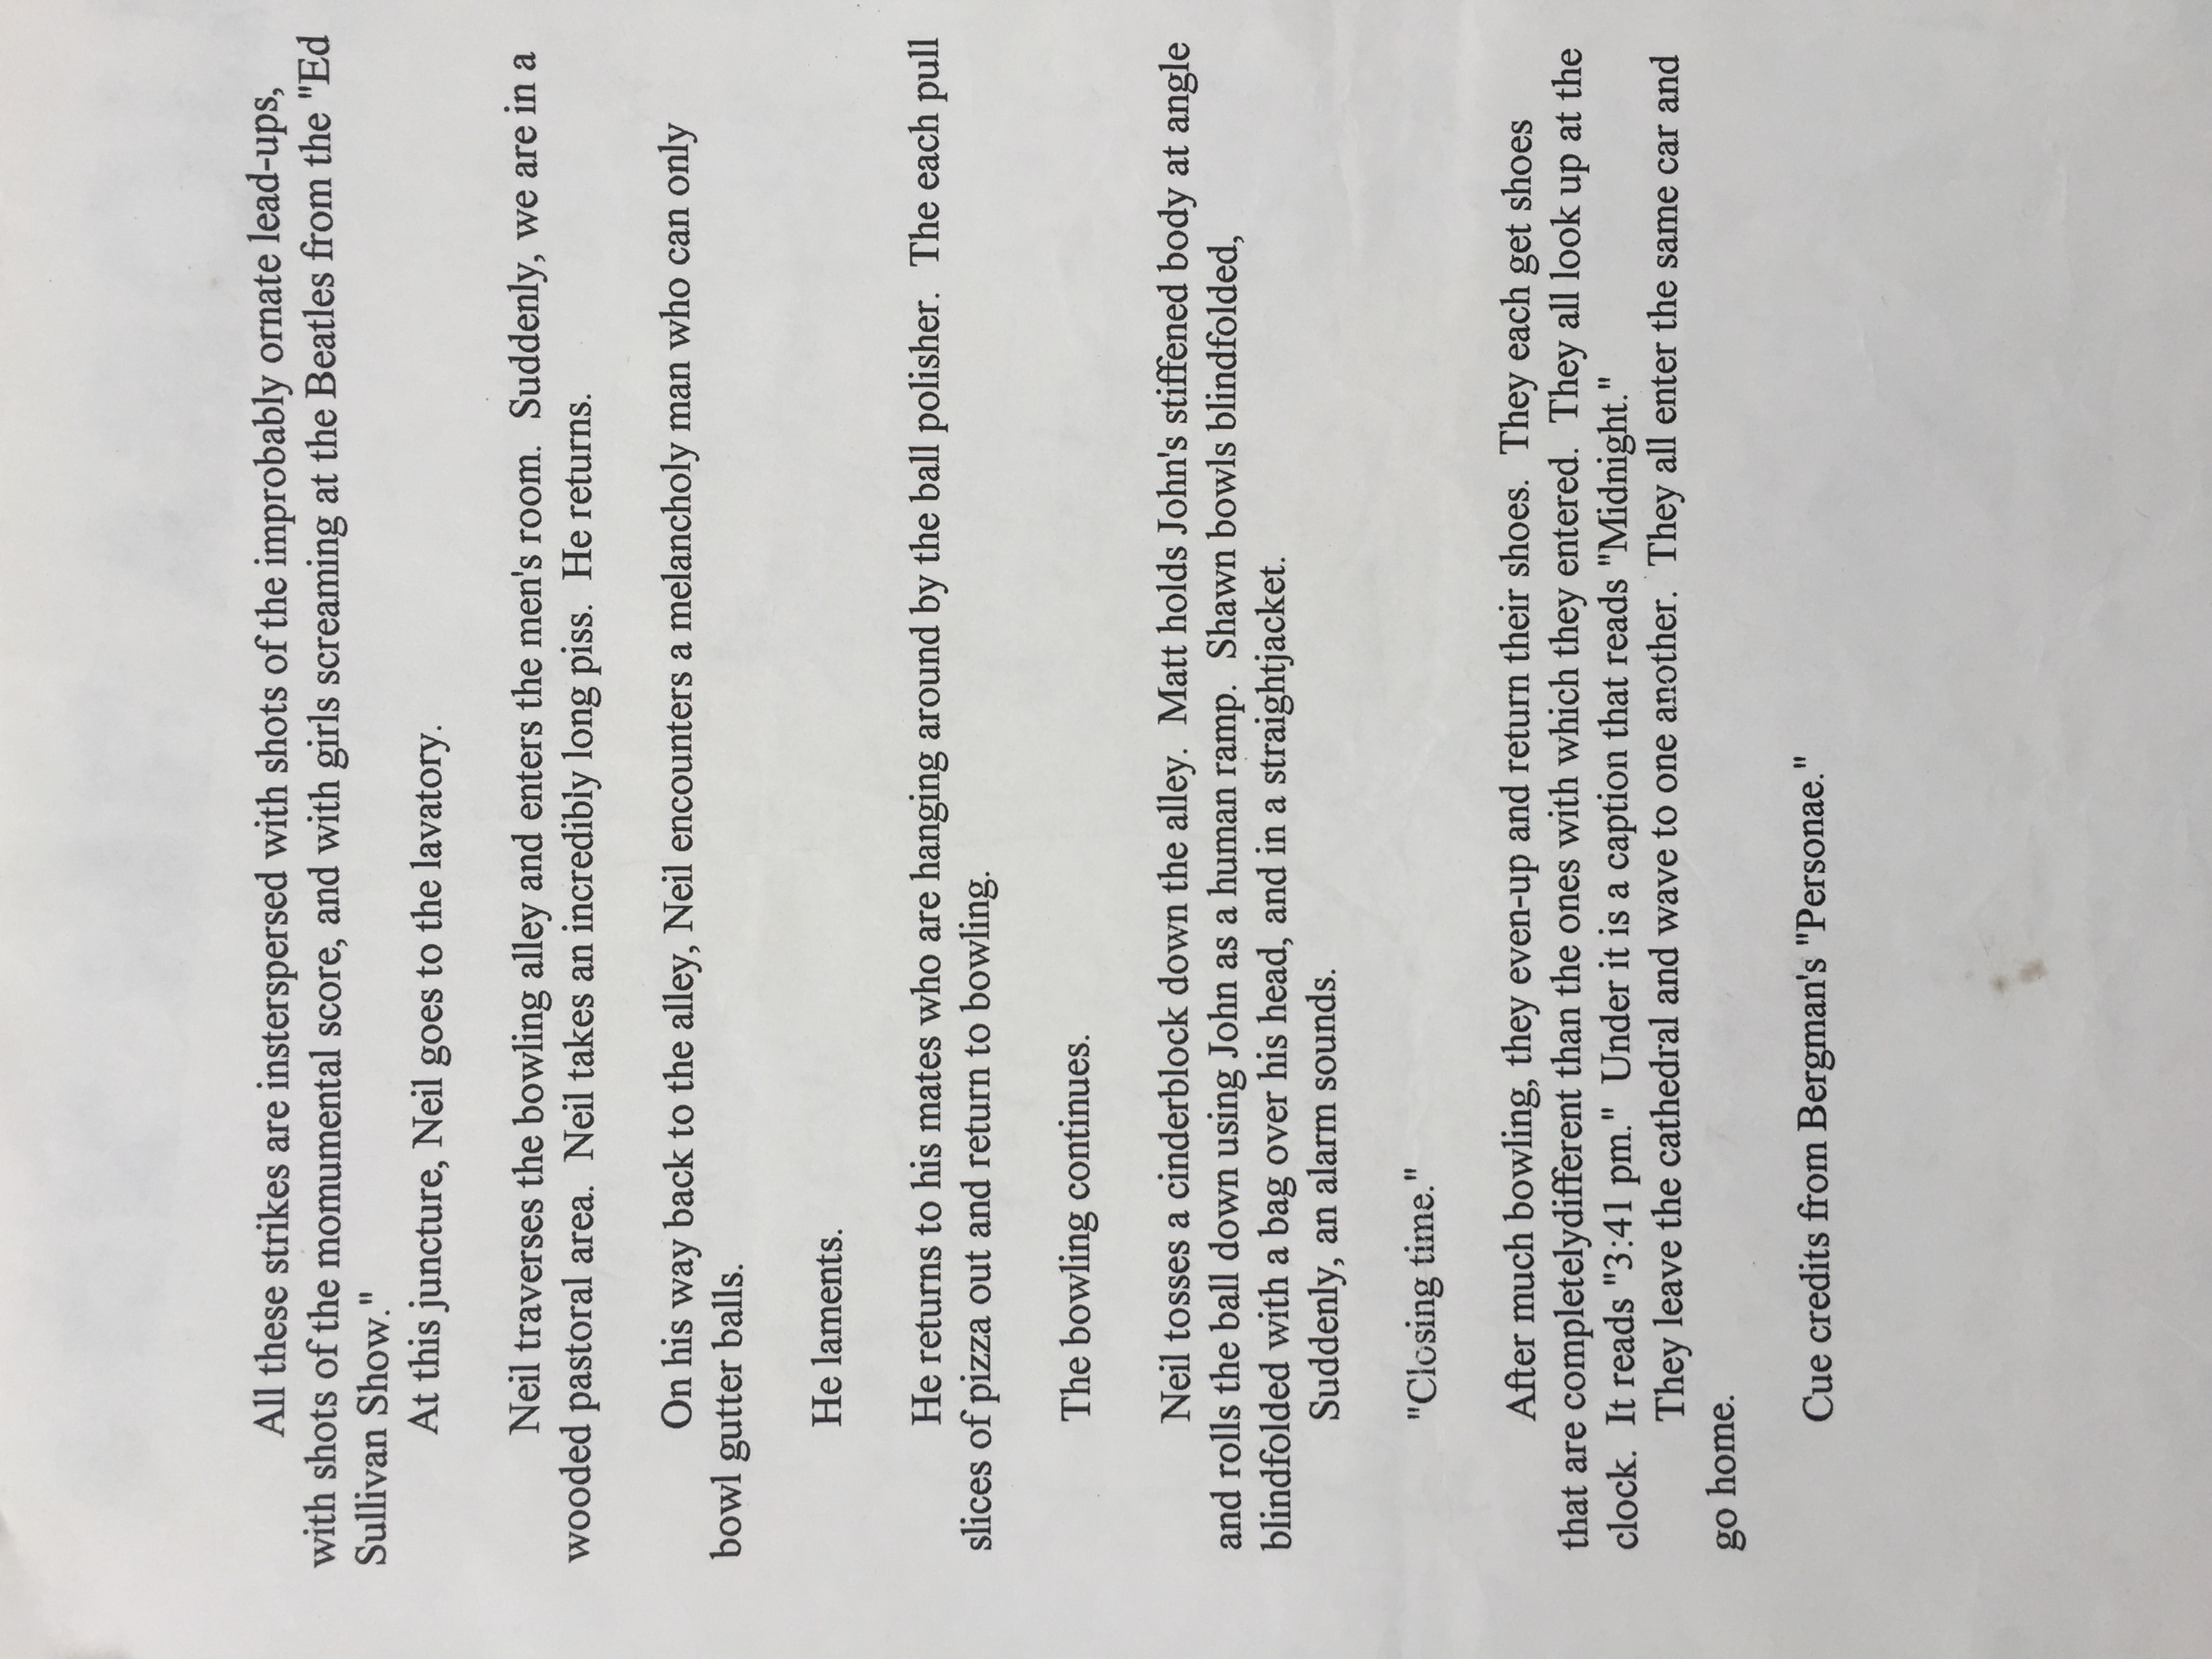 All these strikes are insterspersed with shots of the improbably ornate lead-ups,
with shots of the momumental score, and with girls screaming at the Beatles from the "Ed
Sullivan Show."
At this juncture, Neil goes to the lavatory.
Neil traverses the bowling alley and enters the men's room. Suddenly, we are in a
wooded pastoral area. Neil takes an incredibly long piss. He returns.
On his way back to the alley, Neil encounters a melancholy man who can only
bowl gutter balls.
He laments.
He returns to his mates who are hanging around by the ball polisher. The each pull
slices of pizza out and return to bowling.
The bowling continues.
Neil tosses a cinderblock down the alley. Matt holds John's stiffened body at angle
and rolls the ball down using John as a human ramp. Shawn bowls blindfolded,
blindfolded with a bag over his head, and in a straightjacket.
Suddenly, an alarm sounds.
"Closing time."
After much bowling, they even-up and return their shoes. They each get shoes
that are completelydifferent than the ones with which they entered. They all look up at the
clock. It reads "3:41 pm." Under it is a caption that reads "Midnight."
They leave the cathedral and wave to one another. They all enter the same car and
go home.
Cue credits from Bergman's "Personae."